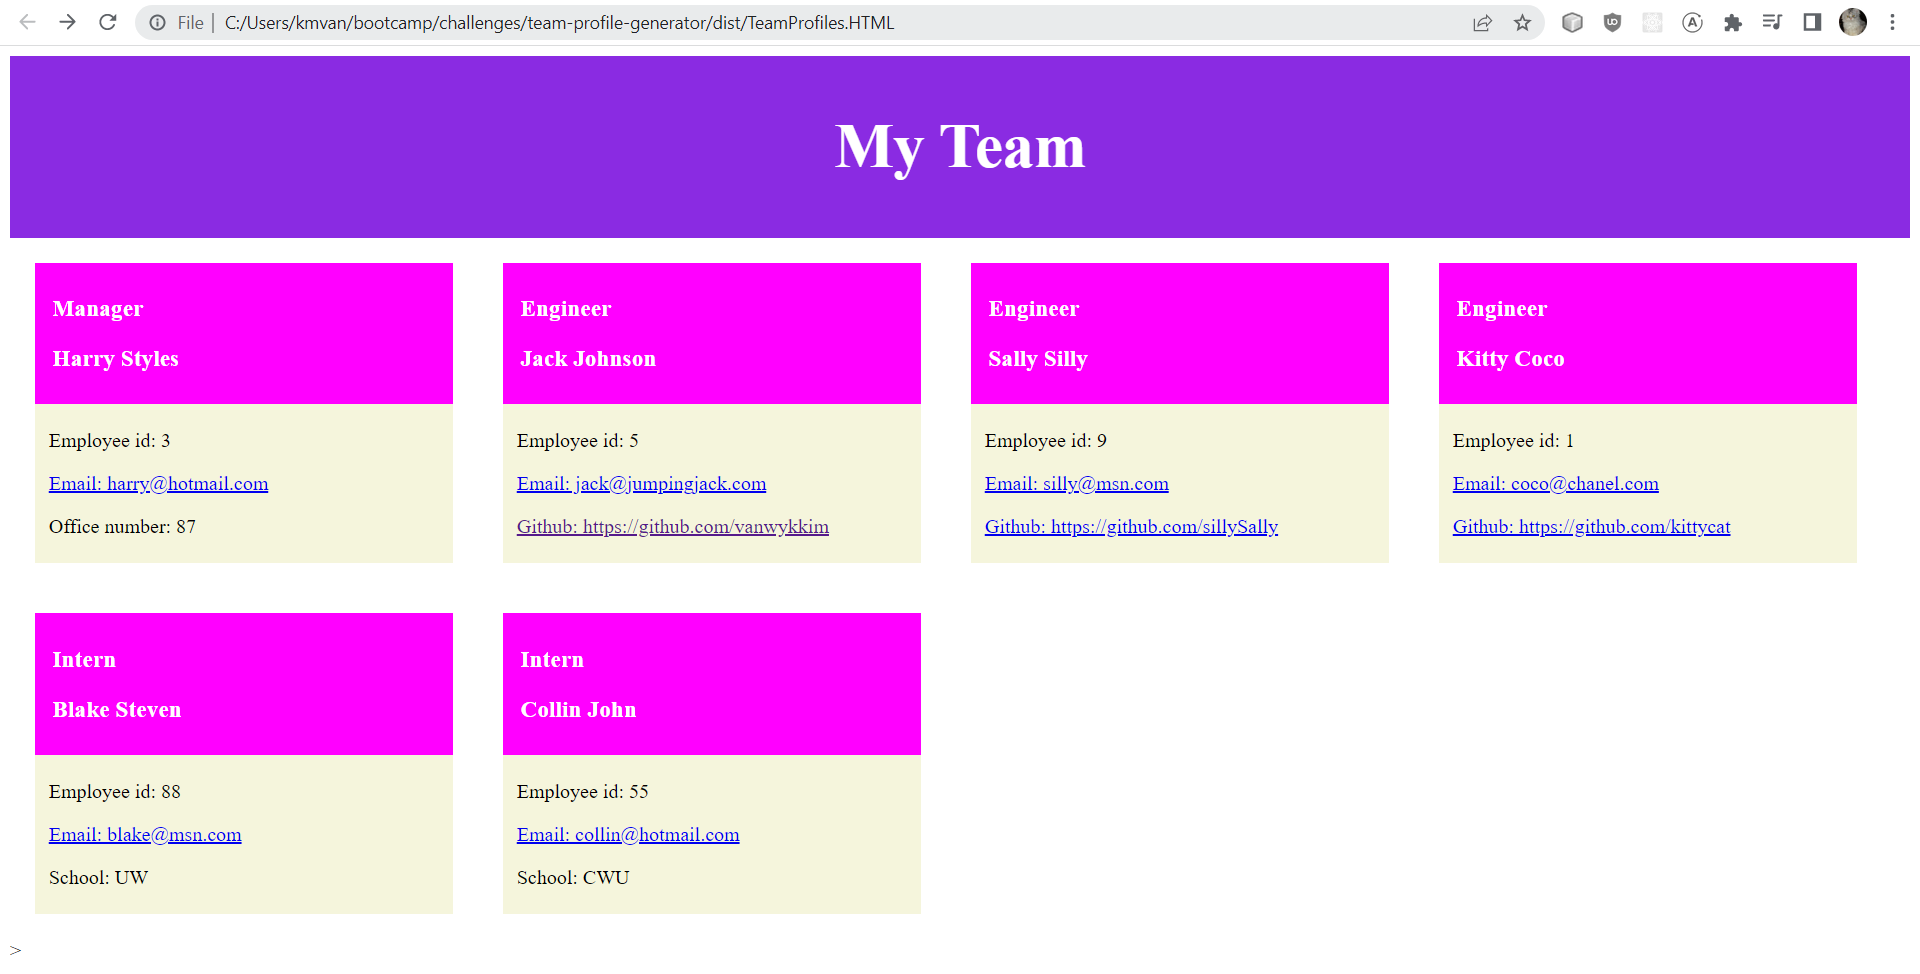 File | C:/Users/kmvan/bootcamp/challenges/team-profile-generator/dist/TeamProfiles.HTML
My Team
Manager
Harry Styles
Employee id: 3
Email: harry@hotmail.com
Office number: 87
Engineer
Jack Johnson
Employee id: 5
Email: jack@jumpingjack.com
Github: https://github.com/vanwykkim
Engineer
Sally Silly
Employee id: 9
Email: silly@msn.com
Github: https://github.com/sillySally
Engineer
Kitty Coco
Employee id: 1
Email: coco@chanel.com
Github: https://github.com/kittycat
Intern
Blake Steven
Employee id: 88
Email: blake@msn.com
School: UW
Intern
Collin John
Employee id: 55
Email: collin@hotmail.com
School: CWU
>